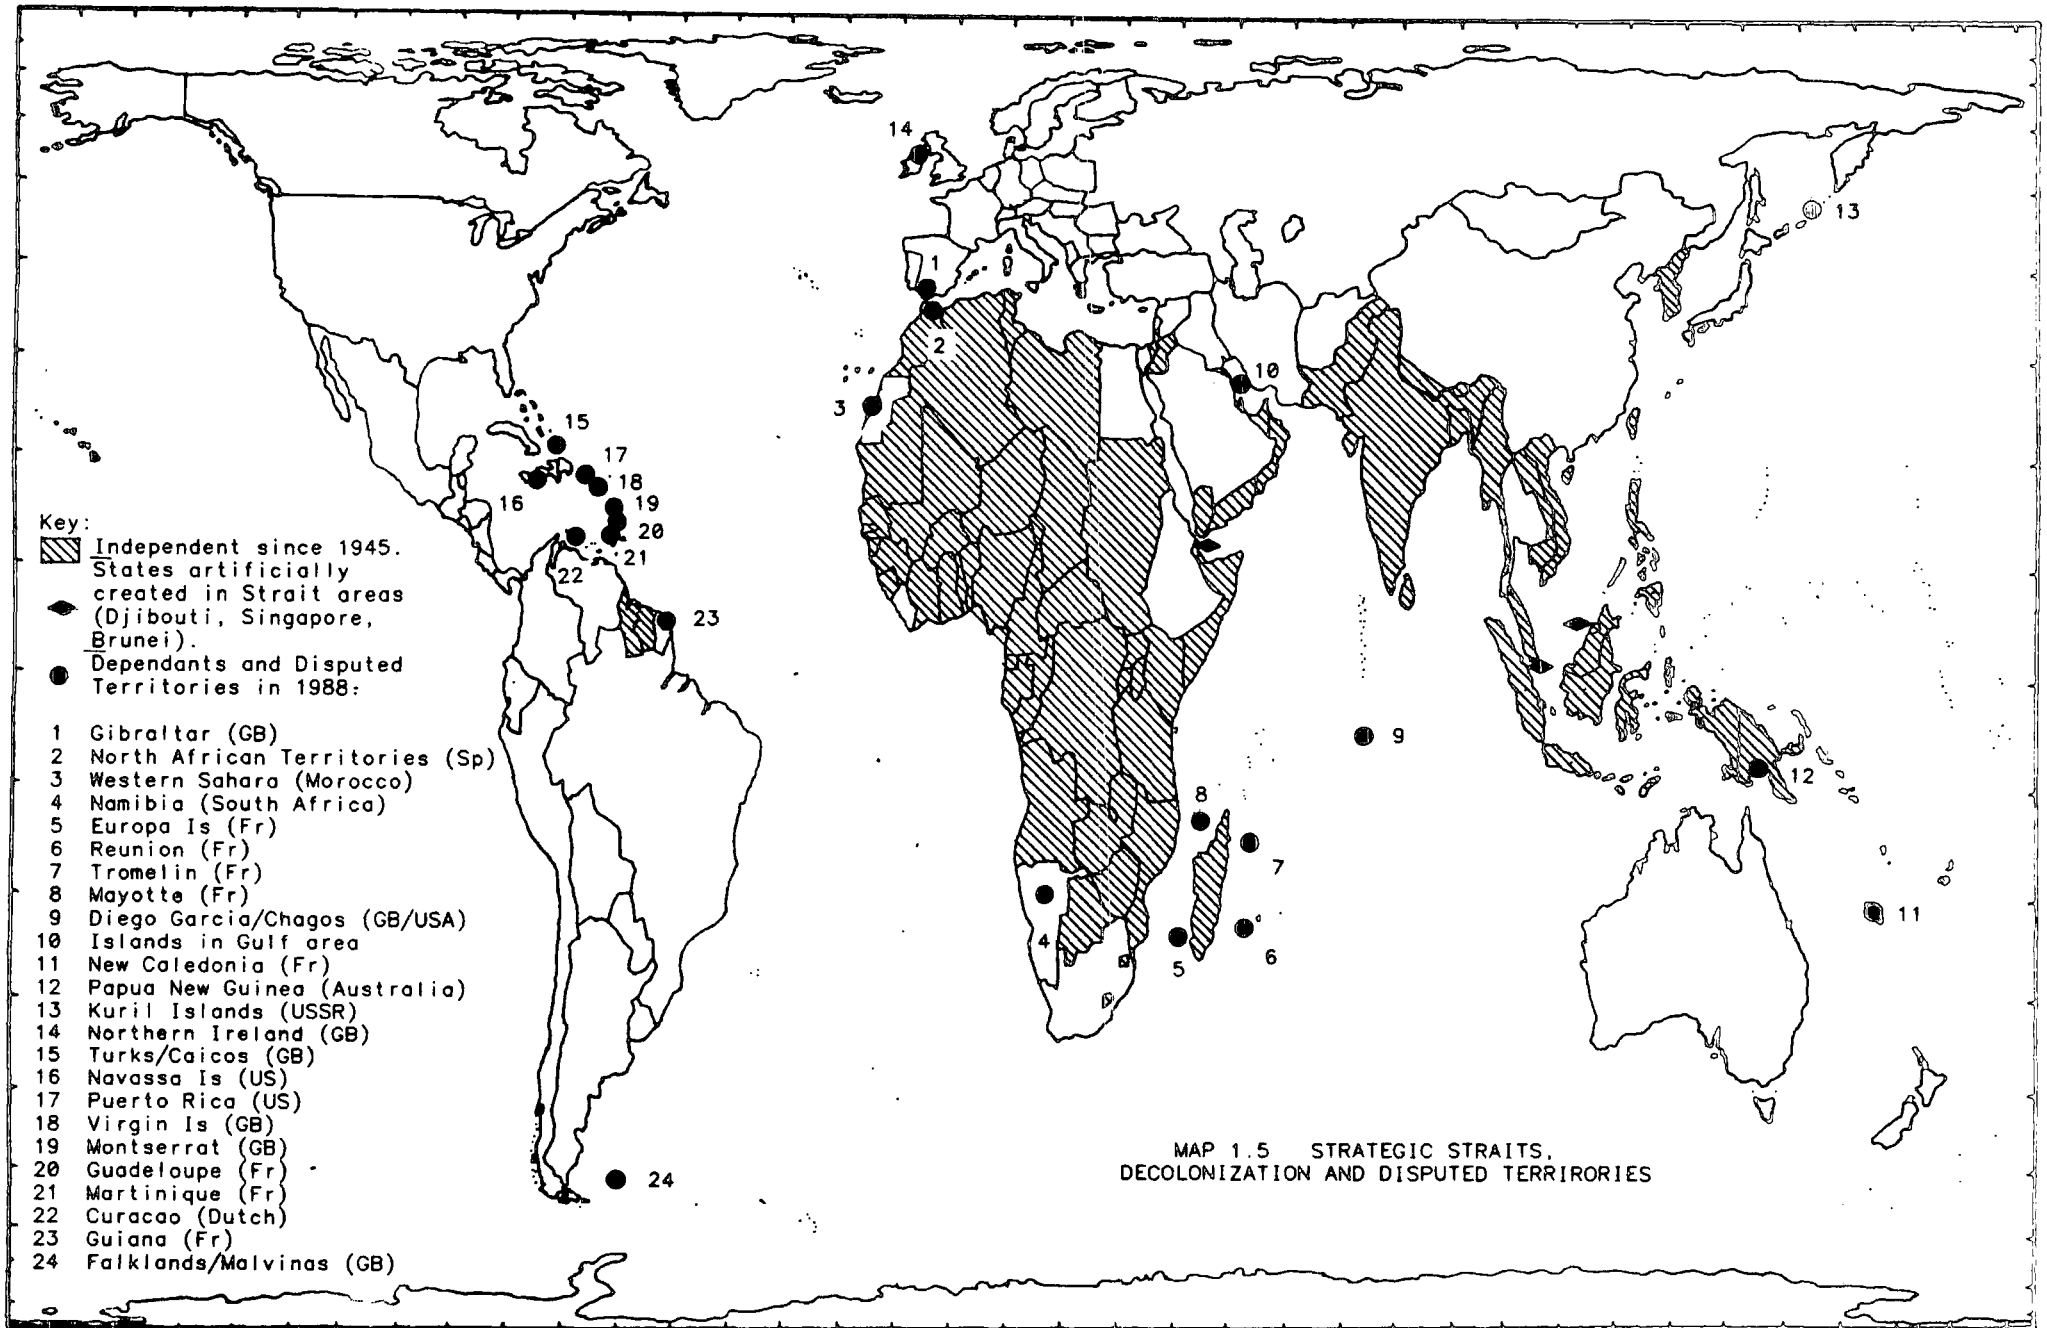 Key:
Independent since 1945.
States artificially
created in Strait areas
(Djibouti, Singapore,
Brunei).
Dependants and Disputed
Territories in 1988:
1 Gibraltar (GB)
2 North African Territories (Sp)
3 Western Sahara (Morocco)
4 Namibia (South Africa)
5 Europa Is (Fr)
6 Reunion (Fr)
7 Tromelin (Fr)
8 Mayotte (Fr)
9 Diego Garcia/Chagos (GB/USA)
10 Islands in Gulf area
11 New Caledonia (Fr)
12 Papua New Guinea (Australia)
13 Kuril Islands (USSR)
14 Northern Ireland (GB)
15 Turks/Caicos (GB)
16 Navassa Is (US)
17 Puerto Rica (US)
18 Virgin Is (GB)
19 Montserrat (GB)
20 Guadeloupe (Fr)
21 Martinique (Fr)
22 Curacao (Dutch)
23 Guiana (Fr)
24 Falklands/Malvinas (GB)
14
13
1
2
10
3
15
17
18
16
19
20
21
22
23
9
12
8
7
11
4
5
6
24
MAP 1.5 STRATEGIC STRAITS,
DECOLONIZATION AND DISPUTED TERRIRORIES